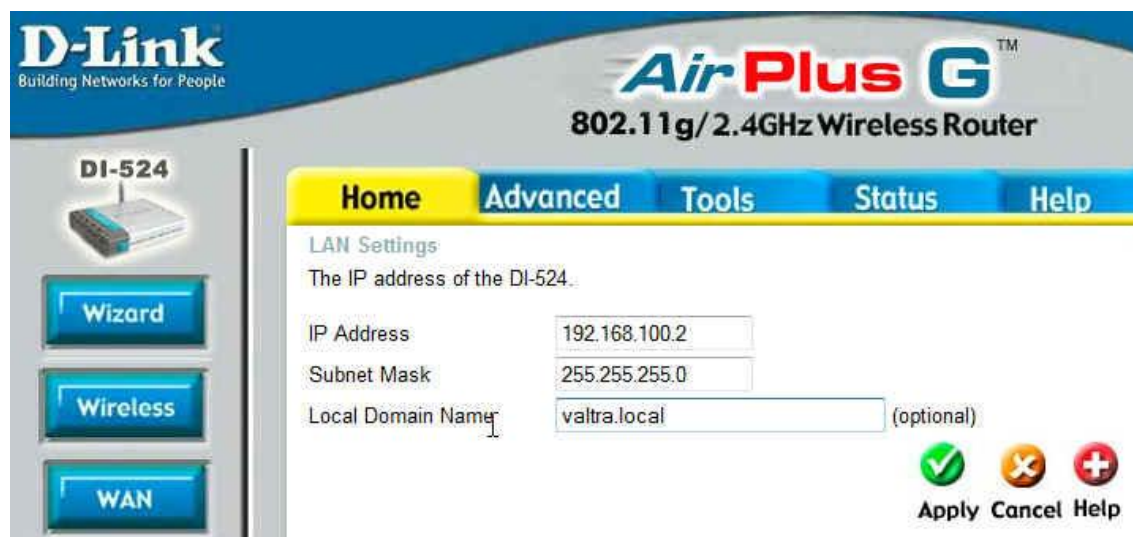 D-Link
Building Networks for People
Air Plus G™
802.11g/2.4GHz Wireless Router
DI-524
Home Advanced Tools Status Help
LAN Settings
The IP address of the DI-524.
Wizard
IP Address 192.168.100.2
Subnet Mask 255.255.255.0
Wireless
Local Domain Name valtra.local (optional)
WAN
Apply Cancel Help